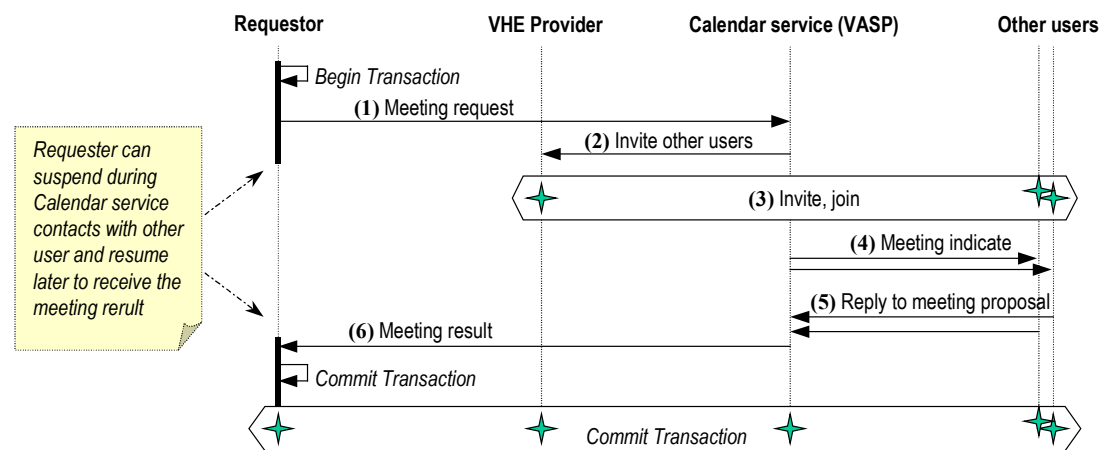 Requestor VHE Provider Calendar service (VASP) Other users
Begin Transaction
(1) Meeting request
(2) Invite other users
Requester can
suspend during
Calendar service
contacts with other
user and resume
later to receive the
meeting rerult
(3) Invite, join
(4) Meeting indicate
(5) Reply to meeting proposal
(6) Meeting result
Commit Transaction
Commit Transaction